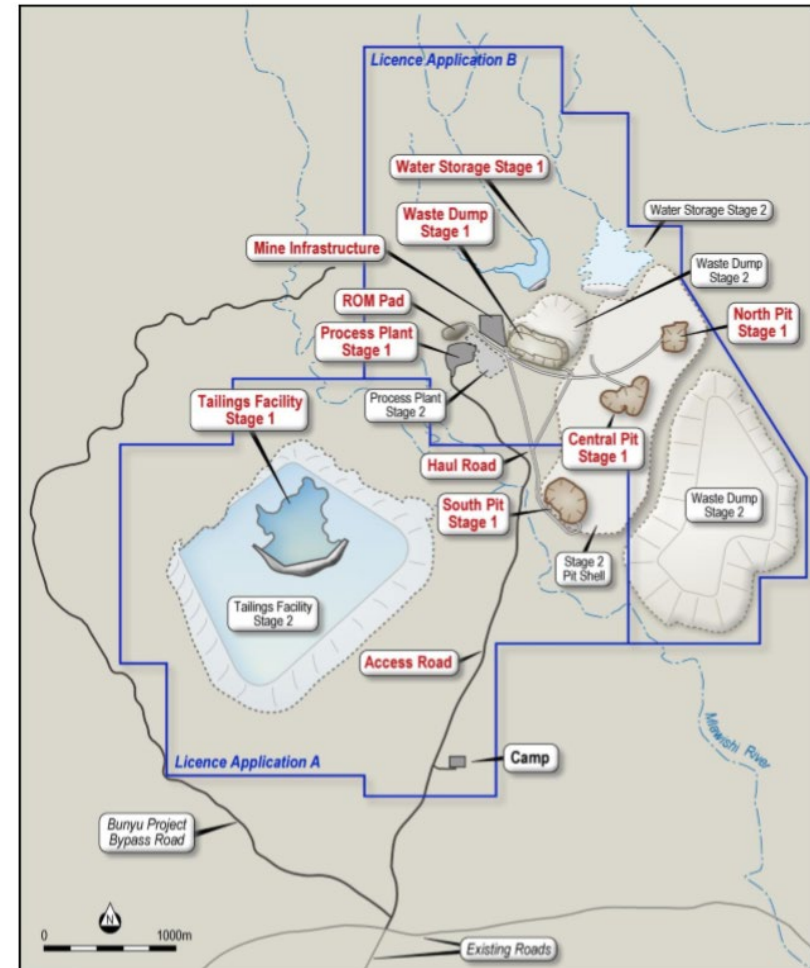 Licence Application B
Water Storage Stage 1
Waste Dump
Stage 1
Water Storage Stage 2
Mine Infrastructure
Waste Dump
Stage 2
ROM Pad
North Pit
Stage 1
Process Plant
Stage 1
Tailings Facility
Stage 1
Process Plant
Stage 2
Central Pit
Stage 1
Haul Road
South Pit
Stage 1
Waste Dump
Stage 2
Stage 2
Pit Shell
Tailings Facility
Stage 2
Access Road
Mlawishi River
Licence Application A
Camp
Bunyu Project
Bypass Road
N
0 1000m
Existing Roads